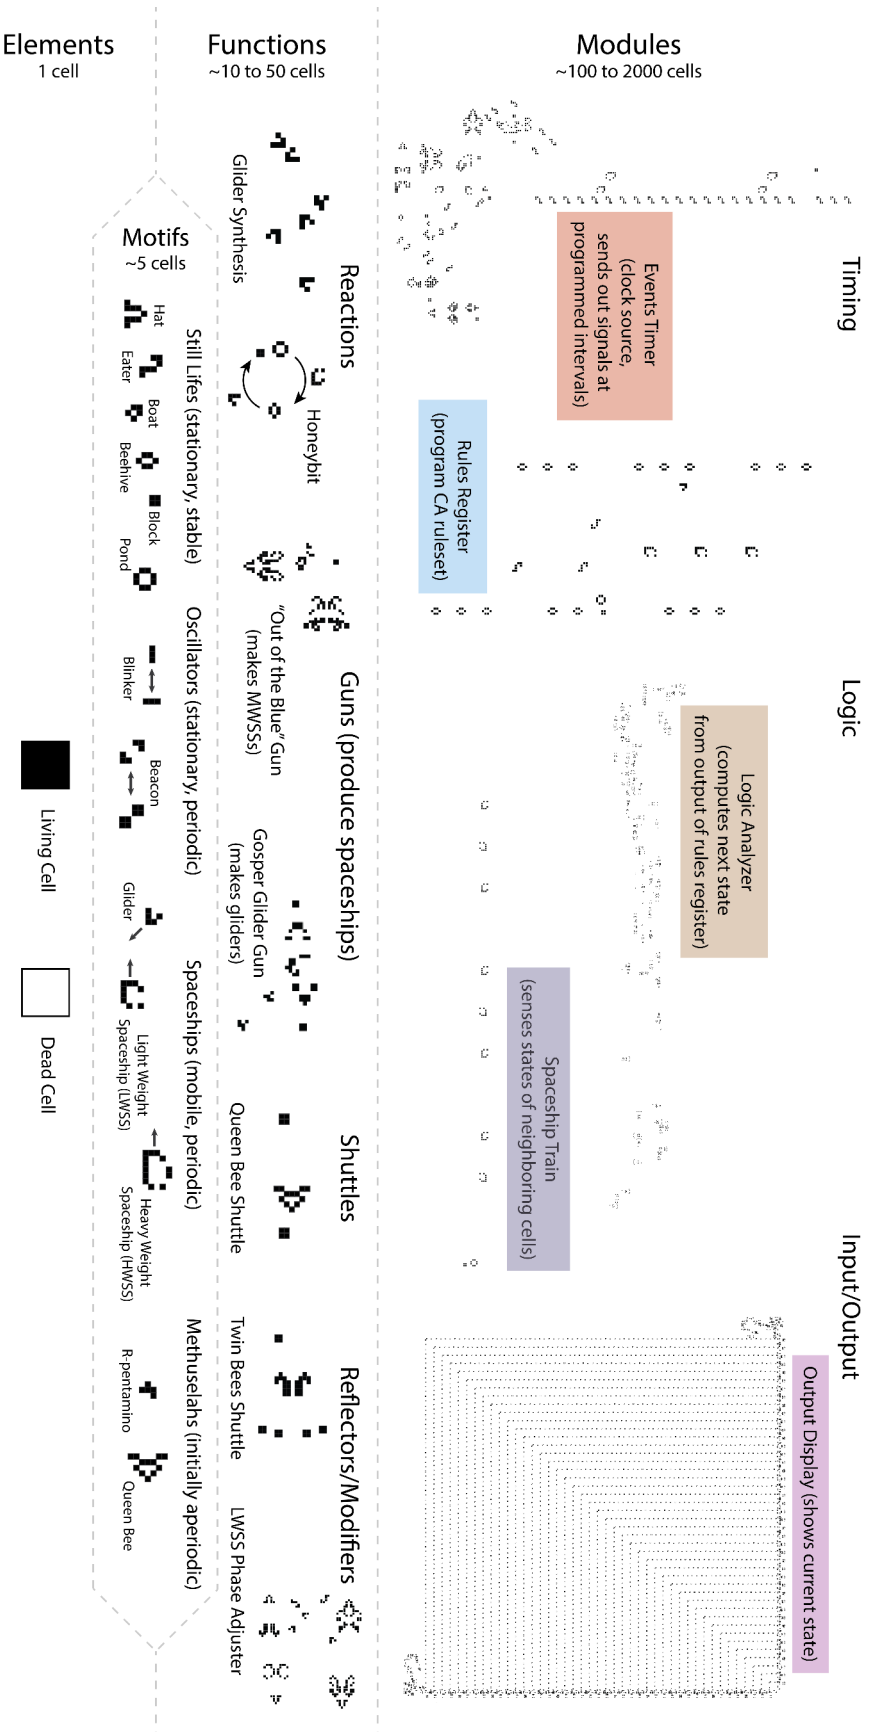 Elements
1 cell
Functions
~10 to 50 cells
Modules
~100 to 2000 cells
Timing
Logic
Input/Output
Events Timer
(clock source,
sends out signals at
programmed intervals)
Rules Register
(program CA ruleset)
Logic Analyzer
(computes next state
from output of rules register)
Spaceship Train
(senses states of neighboring cells)
Output Display (shows current state)
Reactions
Guns (produce spaceships)
Shuttles
Reflectors/Modifiers
Glider Synthesis
Honeybit
"Out of the Blue" Gun
(makes MWSSs)
Gosper Glider Gun
(makes gliders)
Queen Bee Shuttle
Twin Bees Shuttle
LWSS Phase Adjuster
Motifs
~5 cells
Still Lifes (stationary, stable)
Oscillators (stationary, periodic)
Spaceships (mobile, periodic)
Methuselahs (initially aperiodic)
Hat
Eater
Boat
Beehive
Block
Pond
Blinker
Beacon
Glider
Light Weight
Spaceship (LWSS)
Heavy Weight
Spaceship (HWSS)
R-pentamino
Queen Bee
Living Cell
Dead Cell